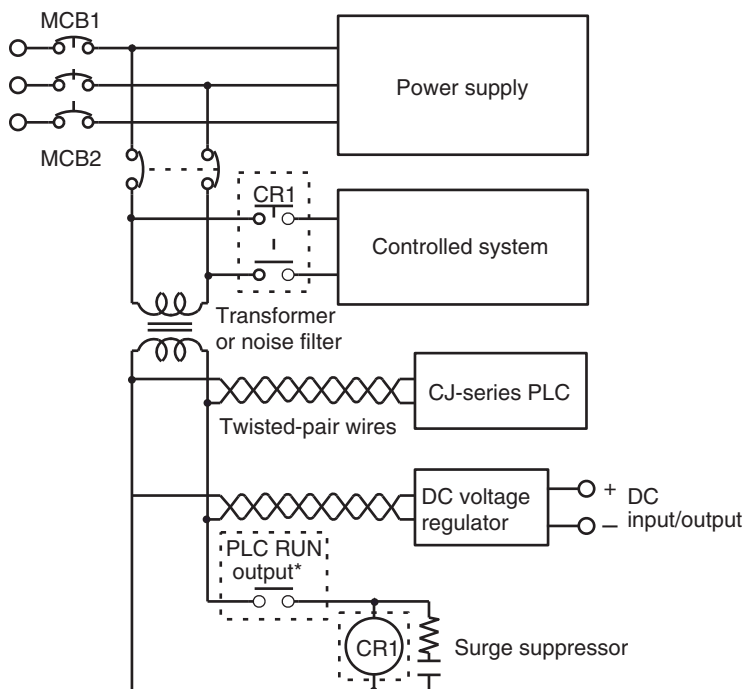 MCB1
Power supply
MCB2
CR1
Controlled system
Transformer
or noise filter
CJ-series PLC
Twisted-pair wires
DC voltage
regulator
+
DC
input/output
–
PLC RUN
output*
CR1
Surge suppressor